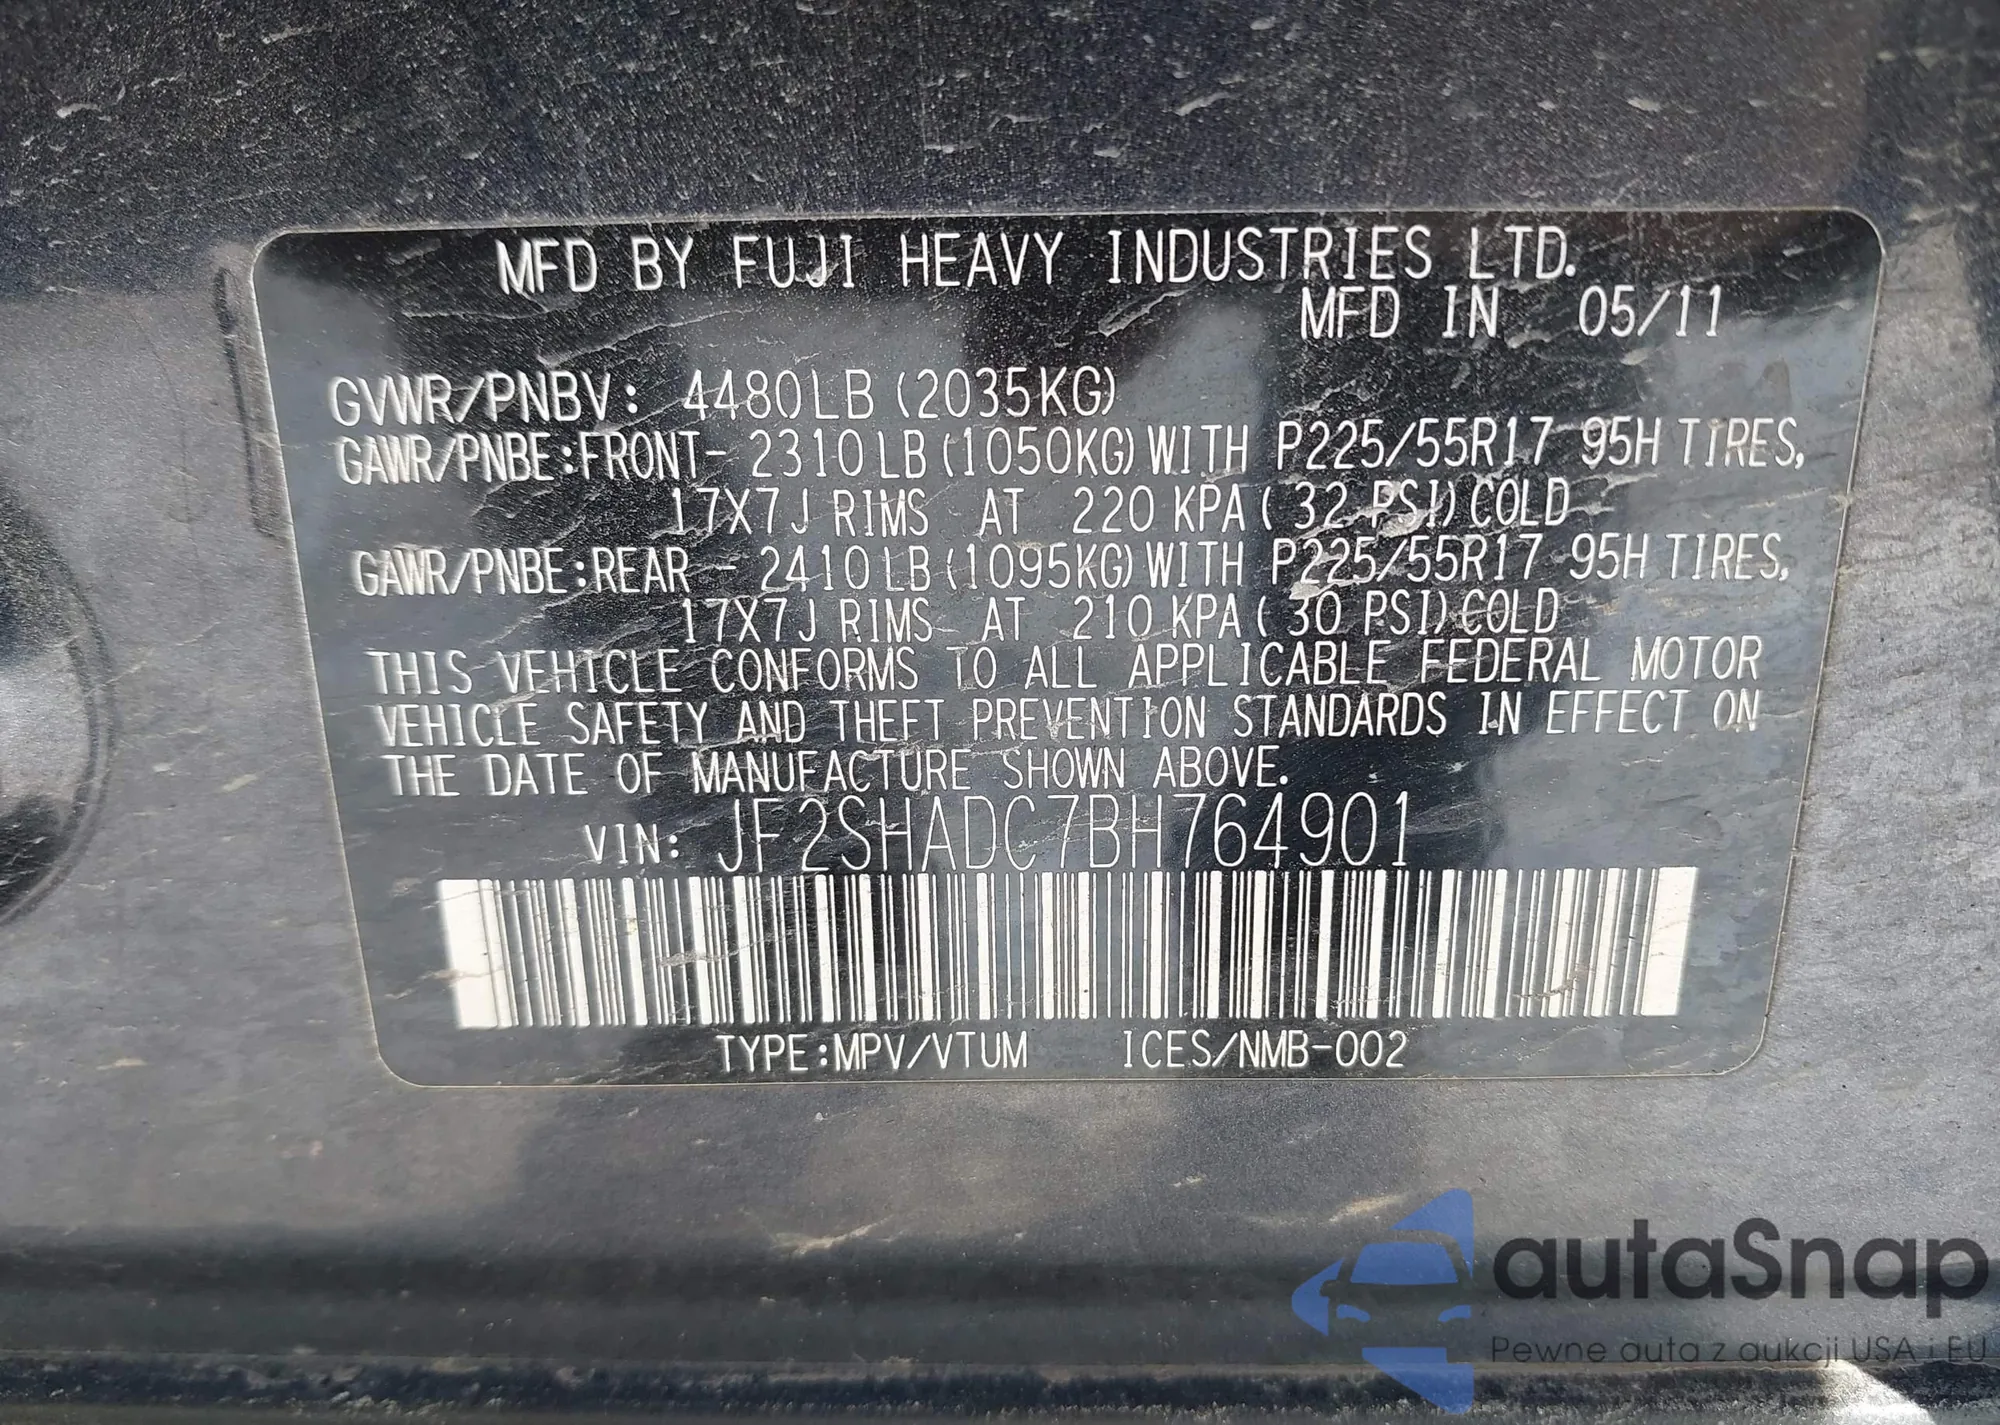 MFD BY FUJI HEAVY INDUSTRIES LTD.
MFD IN 05/11
GVWR/PNBV: 4480LB (2035KG)
GAWR/PNBE:FRONT- 2310LB(1050KG)WITH P225/55R17 95H TIRES,
17X7J RIMS AT 220 KPA( 32 PSI)COLD
GAWR/PNBE:REAR - 2410LB(1095KG)WITH P225/55R17 95H TIRES,
17X7J RIMS AT 210 KPA( 30 PSI)COLD
THIS VEHICLE CONFORMS TO ALL APPLICABLE FEDERAL MOTOR
VEHICLE SAFETY AND THEFT PREVENTION STANDARDS IN EFFECT ON
THE DATE OF MANUFACTURE SHOWN ABOVE.
VIN: JF2SHADC7BH764901
TYPE:MPV/VTUM ICES/NMB-002
autaSnap
Pewne auta z aukcji USA i EU